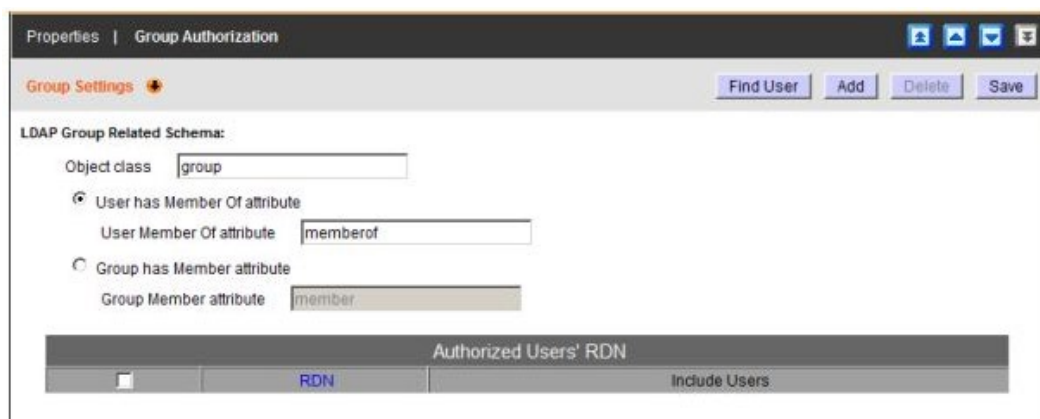 Properties | Group Authorization
Group Settings
Find User Add Delete Save
LDAP Group Related Schema:
Object class group
User has Member Of attribute
User Member Of attribute memberof
Group has Member attribute
Group Member attribute member
Authorized Users' RDN
RDN Include Users